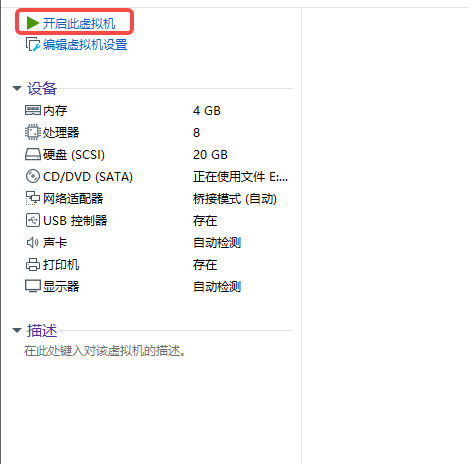 开启此虚拟机
编辑虚拟机设置
设备
内存 4 GB
处理器 8
硬盘 (SCSI) 20 GB
CD/DVD (SATA) 正在使用文件 E:...
网络适配器 桥接模式 (自动)
USB 控制器 存在
声卡 自动检测
打印机 存在
显示器 自动检测
描述
在此处键入对该虚拟机的描述。